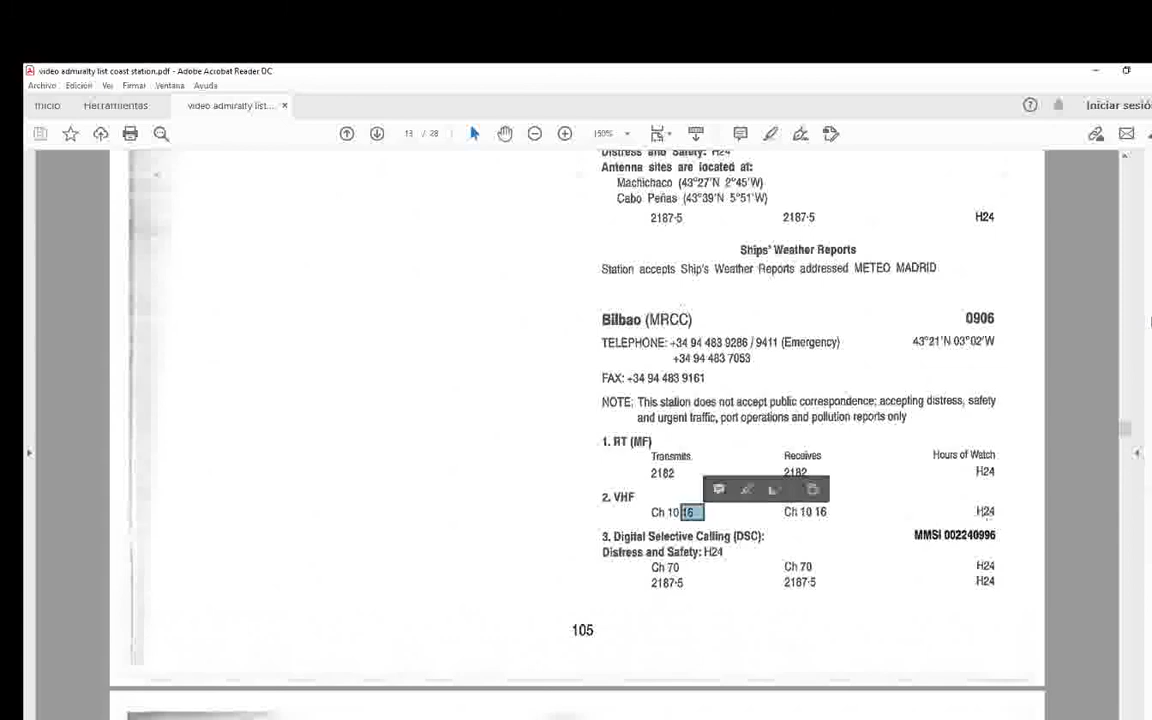 video admiralty list coast station.pdf - Adobe Acrobat Reader DC
Archivo Edición Ver Firmar Ventana Ayuda
Inicio Herramientas video admiralty list... × ? Iniciar sesió
13 / 28 150%
Distress and Safety: H24
Antenna sites are located at:
Machichaco (43°27'N 2°45'W)
Cabo Peñas (43°39'N 5°51'W)
2187·5 2187·5 H24
Ships' Weather Reports
Station accepts Ship's Weather Reports addressed METEO MADRID
Bilbao (MRCC) 0906
TELEPHONE: +34 94 483 9286 / 9411 (Emergency) 43°21'N 03°02'W
+34 94 483 7053
FAX: +34 94 483 9161
NOTE: This station does not accept public correspondence; accepting distress, safety
and urgent traffic, port operations and pollution reports only
1. RT (MF)
Transmits Receives Hours of Watch
2182 2182 H24
2. VHF
Ch 10 16 Ch 10 16 H24
3. Digital Selective Calling (DSC): MMSI 002240996
Distress and Safety: H24
Ch 70 Ch 70 H24
2187·5 2187·5 H24
105